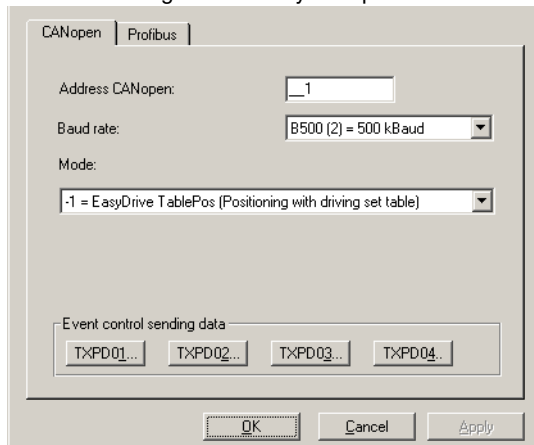 CANopen Profibus
Address CANopen: __1
Baud rate: B500 (2) = 500 kBaud
Mode:
-1 = EasyDrive TablePos (Positioning with driving set table)
Event control sending data
TXPD01... TXPD02... TXPD03... TXPD04..
OK Cancel Apply